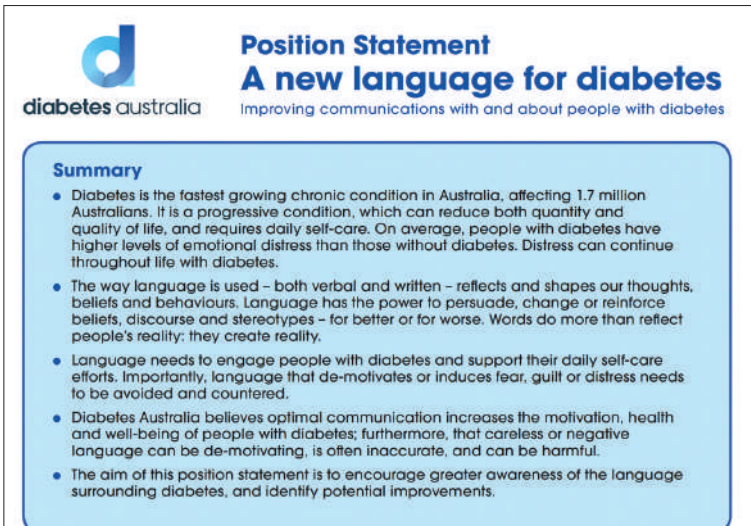 diabetes australia
Position Statement
A new language for diabetes
Improving communications with and about people with diabetes
Summary
• Diabetes is the fastest growing chronic condition in Australia, affecting 1.7 million
Australians. It is a progressive condition, which can reduce both quantity and
quality of life, and requires daily self-care. On average, people with diabetes have
higher levels of emotional distress than those without diabetes. Distress can continue
throughout life with diabetes.
• The way language is used – both verbal and written – reflects and shapes our thoughts,
beliefs and behaviours. Language has the power to persuade, change or reinforce
beliefs, discourse and stereotypes – for better or for worse. Words do more than reflect
people's reality: they create reality.
• Language needs to engage people with diabetes and support their daily self-care
efforts. Importantly, language that de-motivates or induces fear, guilt or distress needs
to be avoided and countered.
• Diabetes Australia believes optimal communication increases the motivation, health
and well-being of people with diabetes; furthermore, that careless or negative
language can be de-motivating, is often inaccurate, and can be harmful.
• The aim of this position statement is to encourage greater awareness of the language
surrounding diabetes, and identify potential improvements.